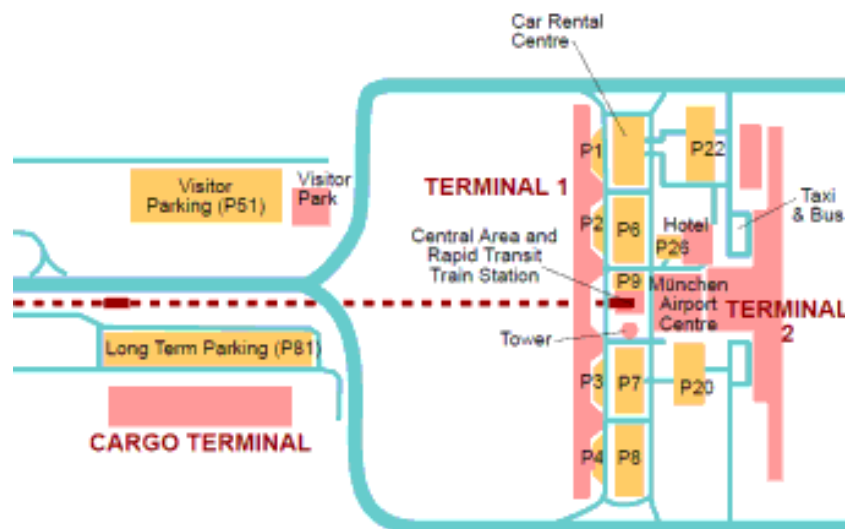 Car Rental
Centre
P1
P22
Visitor
Parking (P51)
Visitor
Park
TERMINAL 1
Taxi
& Bus
P2
P6
Hotel
P26
Central Area and
Rapid Transit
Train Station
P9
München
Airport
Centre
TERMINAL
2
Tower
Long Term Parking (P81)
P3
P7
P20
CARGO TERMINAL
P4
P8